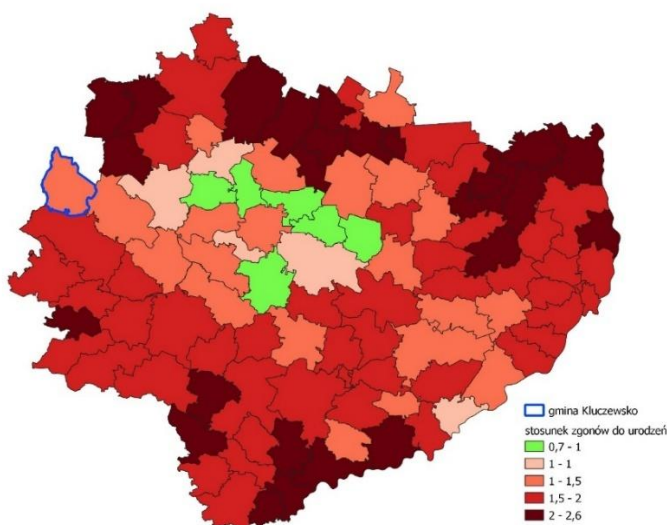 gmina Kluczewsko
stosunek zgonów do urodzeń
0,7 - 1
1 - 1
1 - 1,5
1,5 - 2
2 - 2,6